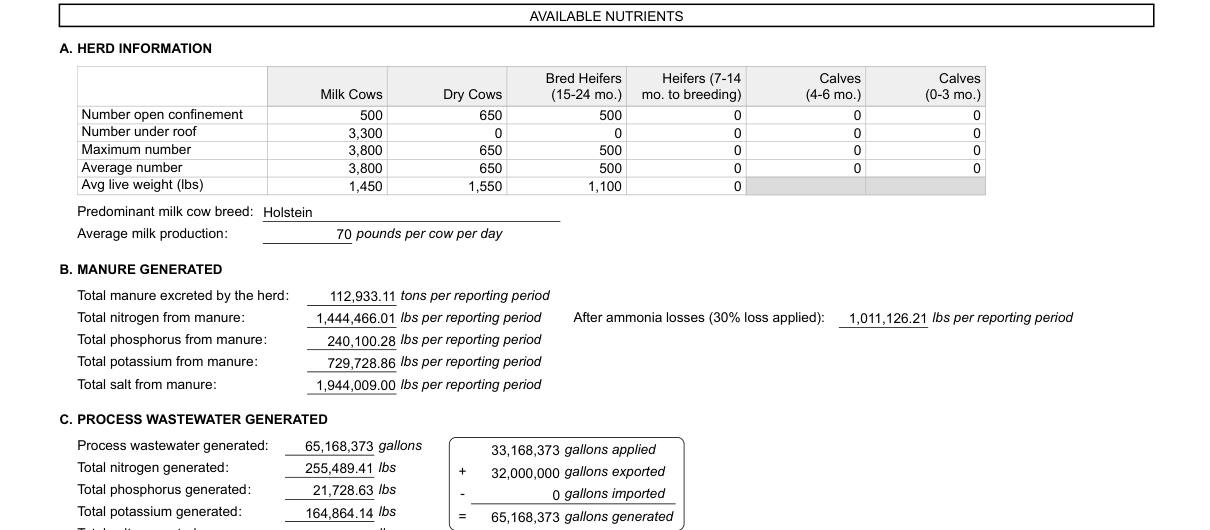 AVAILABLE NUTRIENTS
A. HERD INFORMATION
Milk Cows Dry Cows Bred Heifers (15-24 mo.) Heifers (7-14 mo. to breeding) Calves (4-6 mo.) Calves (0-3 mo.)
Number open confinement 500 650 500 0 0 0
Number under roof 3,300 0 0 0 0 0
Maximum number 3,800 650 500 0 0 0
Average number 3,800 650 500 0 0 0
Avg live weight (lbs) 1,450 1,550 1,100 0
Predominant milk cow breed: Holstein
Average milk production: 70 pounds per cow per day
B. MANURE GENERATED
Total manure excreted by the herd: 112,933.11 tons per reporting period
Total nitrogen from manure: 1,444,466.01 lbs per reporting period After ammonia losses (30% loss applied): 1,011,126.21 lbs per reporting period
Total phosphorus from manure: 240,100.28 lbs per reporting period
Total potassium from manure: 729,728.86 lbs per reporting period
Total salt from manure: 1,944,009.00 lbs per reporting period
C. PROCESS WASTEWATER GENERATED
Process wastewater generated: 65,168,373 gallons
Total nitrogen generated: 255,489.41 lbs
Total phosphorus generated: 21,728.63 lbs
Total potassium generated: 164,864.14 lbs
33,168,373 gallons applied
+ 32,000,000 gallons exported
- 0 gallons imported
= 65,168,373 gallons generated